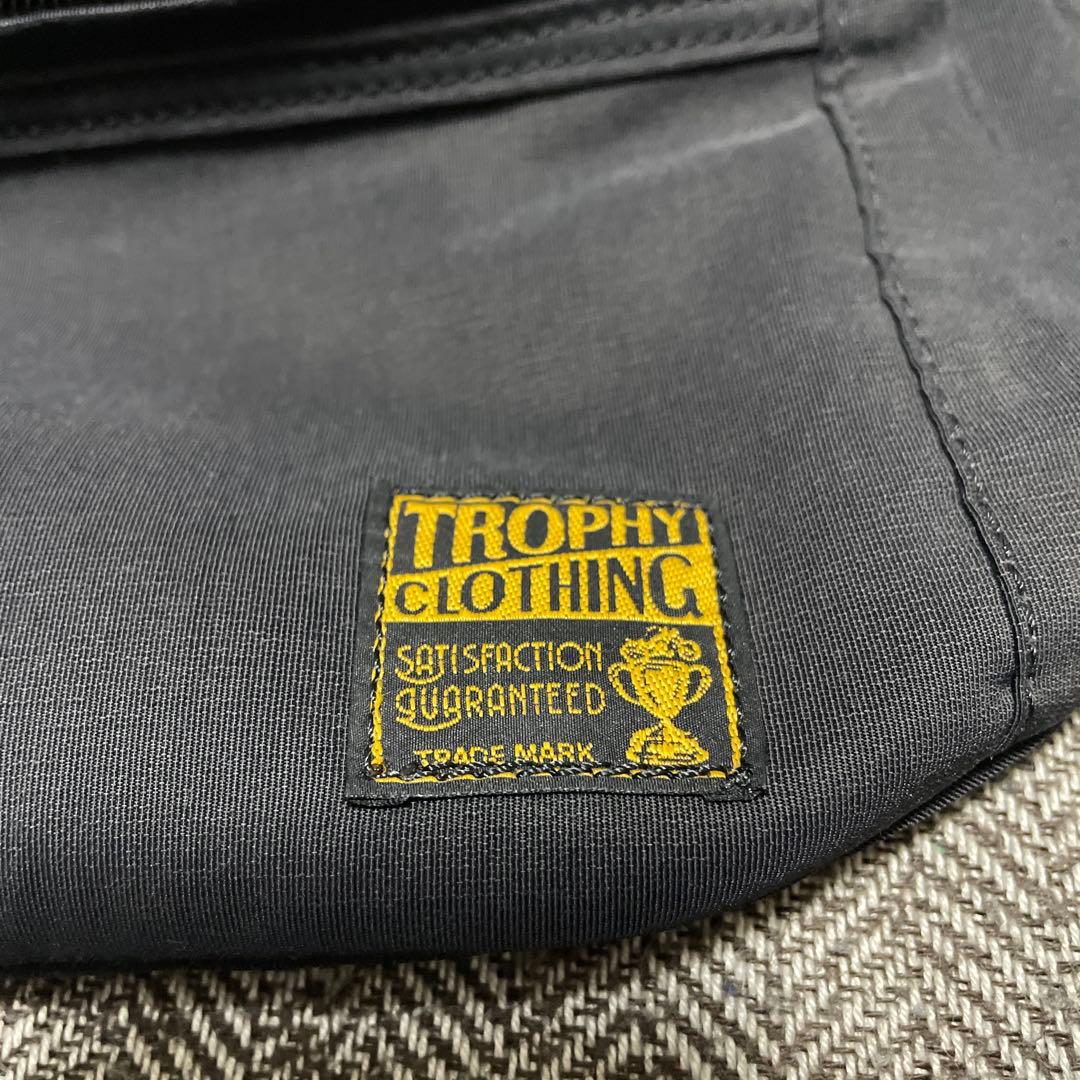 TROPHY
CLOTHING
SATISFACTION
GUARANTEED
TRADE MARK